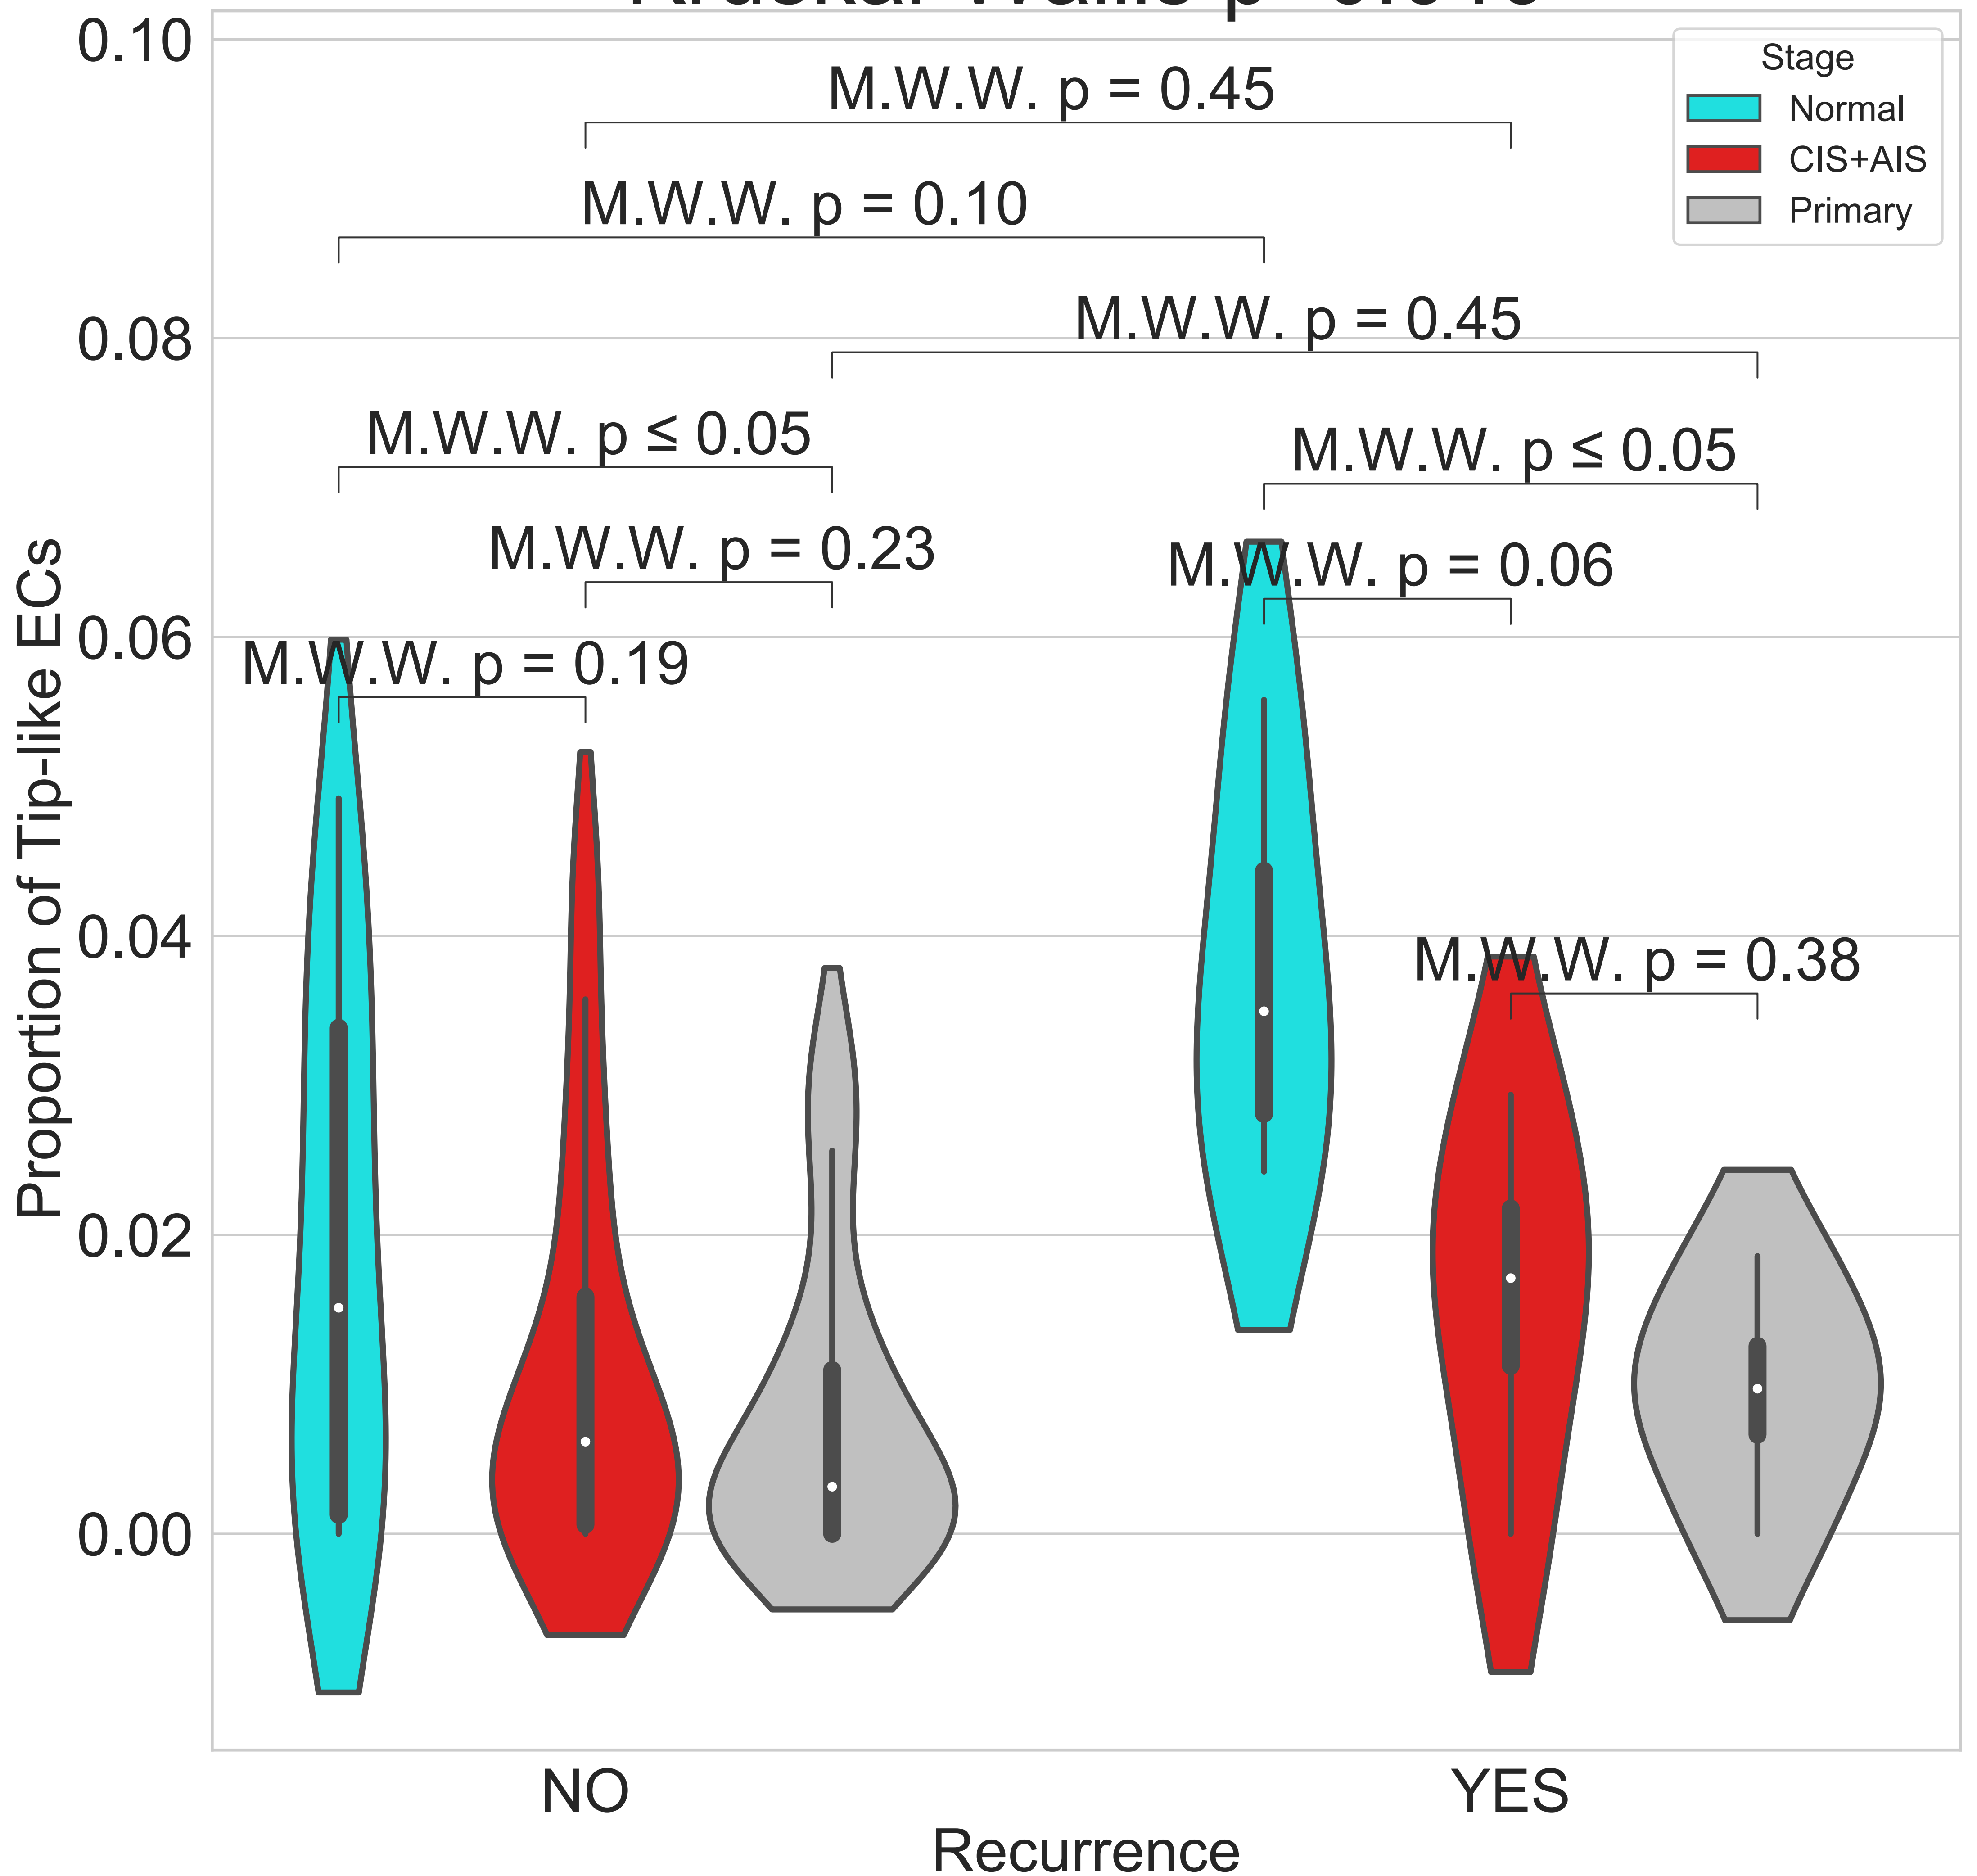 0.10
0.08
0.06
0.04
0.02
0.00
Proportion of Tip-like ECs
M.W.W. p = 0.45
M.W.W. p = 0.10
M.W.W. p = 0.45
M.W.W. p ≤ 0.05
M.W.W. p ≤ 0.05
M.W.W. p = 0.23
M.W.W. p = 0.06
M.W.W. p = 0.19
M.W.W. p = 0.38
Stage
Normal
CIS+AIS
Primary
NO
YES
Recurrence